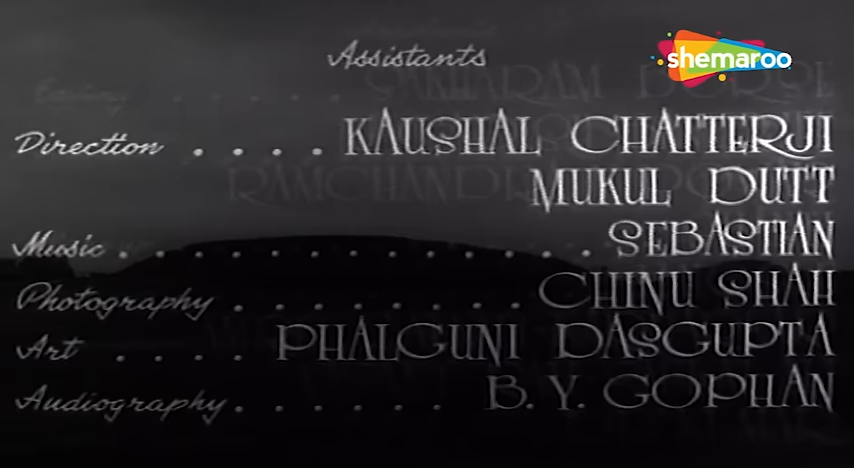 Assistants
shemaroo
Direction . . . . KAUSHAL CHATTERJI
MUKUL DUTT
Music . . . . . . . . . . . . . SEBASTIAN
Photography . . . . . . . . CHINU SHAH
Art . . . . PHALGUNI DASGUPTA
Audiography . . . . . . B. Y. GOPHAN